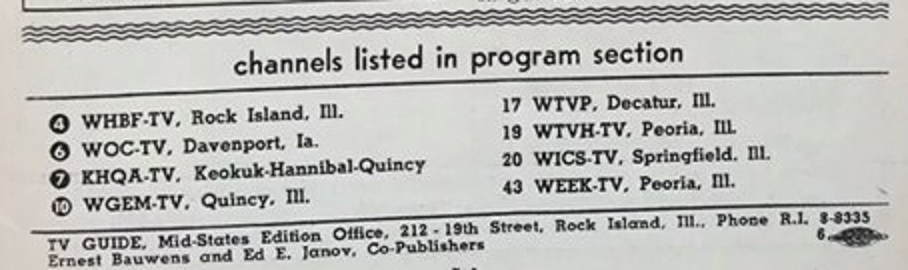 channels listed in program section
4 WHBF-TV, Rock Island, Ill.
6 WOC-TV, Davenport, Ia.
7 KHQA-TV, Keokuk-Hannibal-Quincy
10 WGEM-TV, Quincy, Ill.
17 WTVP, Decatur, Ill.
19 WTVH-TV, Peoria, Ill.
20 WICS-TV, Springfield, Ill.
43 WEEK-TV, Peoria, Ill.
TV GUIDE, Mid-States Edition Office, 212 - 19th Street, Rock Island, Ill., Phone R.I. 8-8335
Ernest Bauwens and Ed E. Janov, Co-Publishers
6